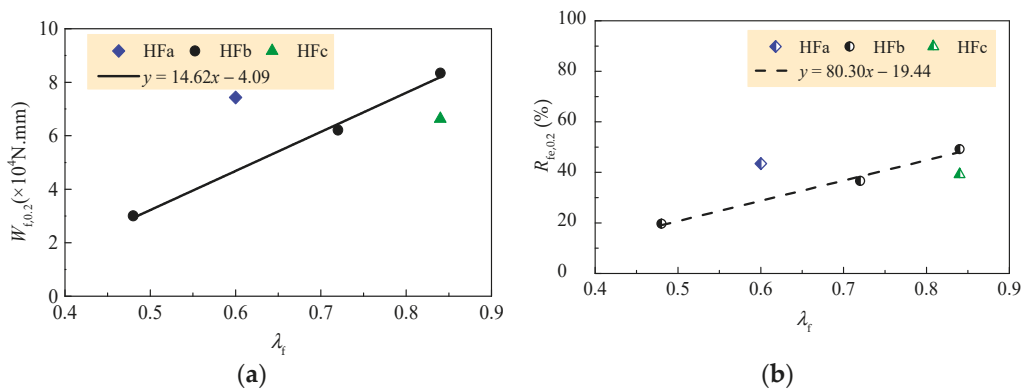 HFa HFb HFc
y = 14.62x − 4.09
W_f,0.2 (×10⁴N.mm)
10
8
6
4
2
0
0.4 0.5 0.6 0.7 0.8 0.9
λ_f
(a)
HFa HFb HFc
y = 80.30x − 19.44
R_fe,0.2 (%)
100
80
60
40
20
0
0.4 0.5 0.6 0.7 0.8 0.9
λ_f
(b)